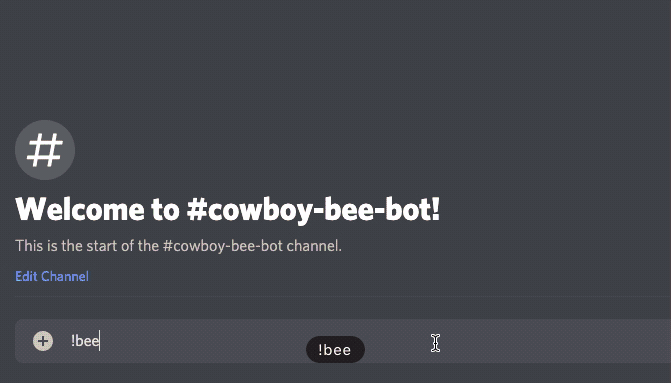 #
Welcome to #cowboy-bee-bot!
This is the start of the #cowboy-bee-bot channel.
Edit Channel
!bee
!bee